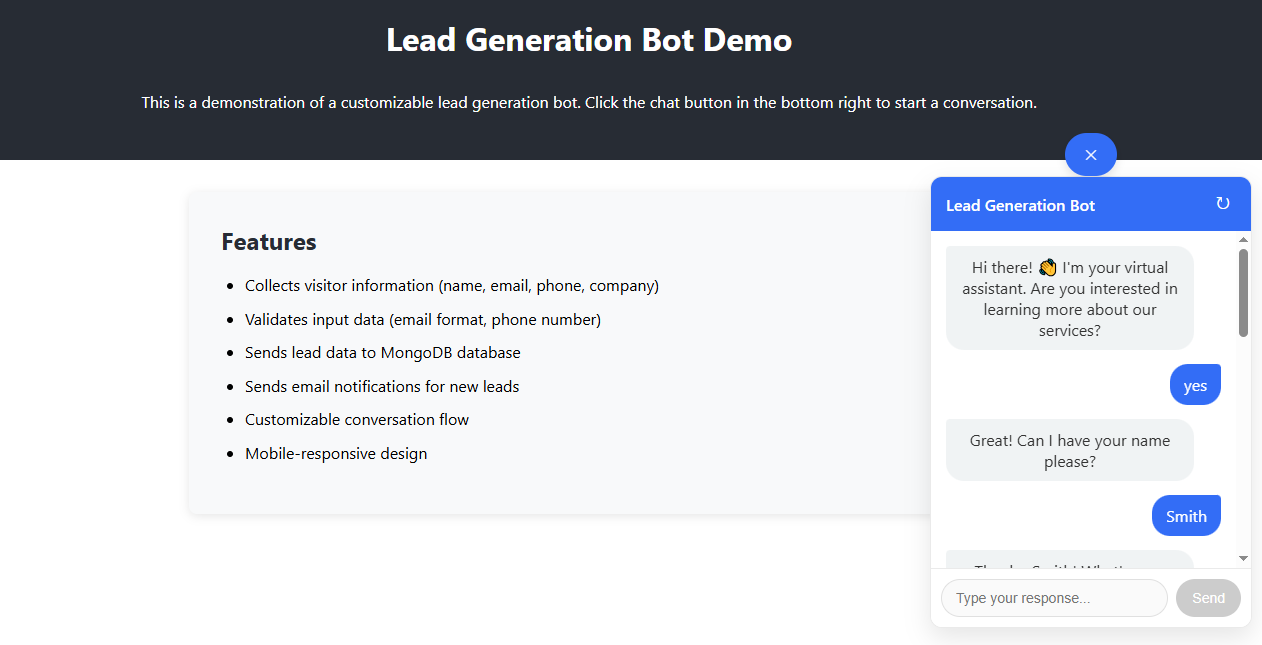 Lead Generation Bot Demo
This is a demonstration of a customizable lead generation bot. Click the chat button in the bottom right to start a conversation.
Features
Collects visitor information (name, email, phone, company)
Validates input data (email format, phone number)
Sends lead data to MongoDB database
Sends email notifications for new leads
Customizable conversation flow
Mobile-responsive design
Lead Generation Bot
Hi there! 👏 I'm your virtual
assistant. Are you interested in
learning more about our
services?
yes
Great! Can I have your name
please?
Smith
Thanks Smith! What's
Type your response...
Send